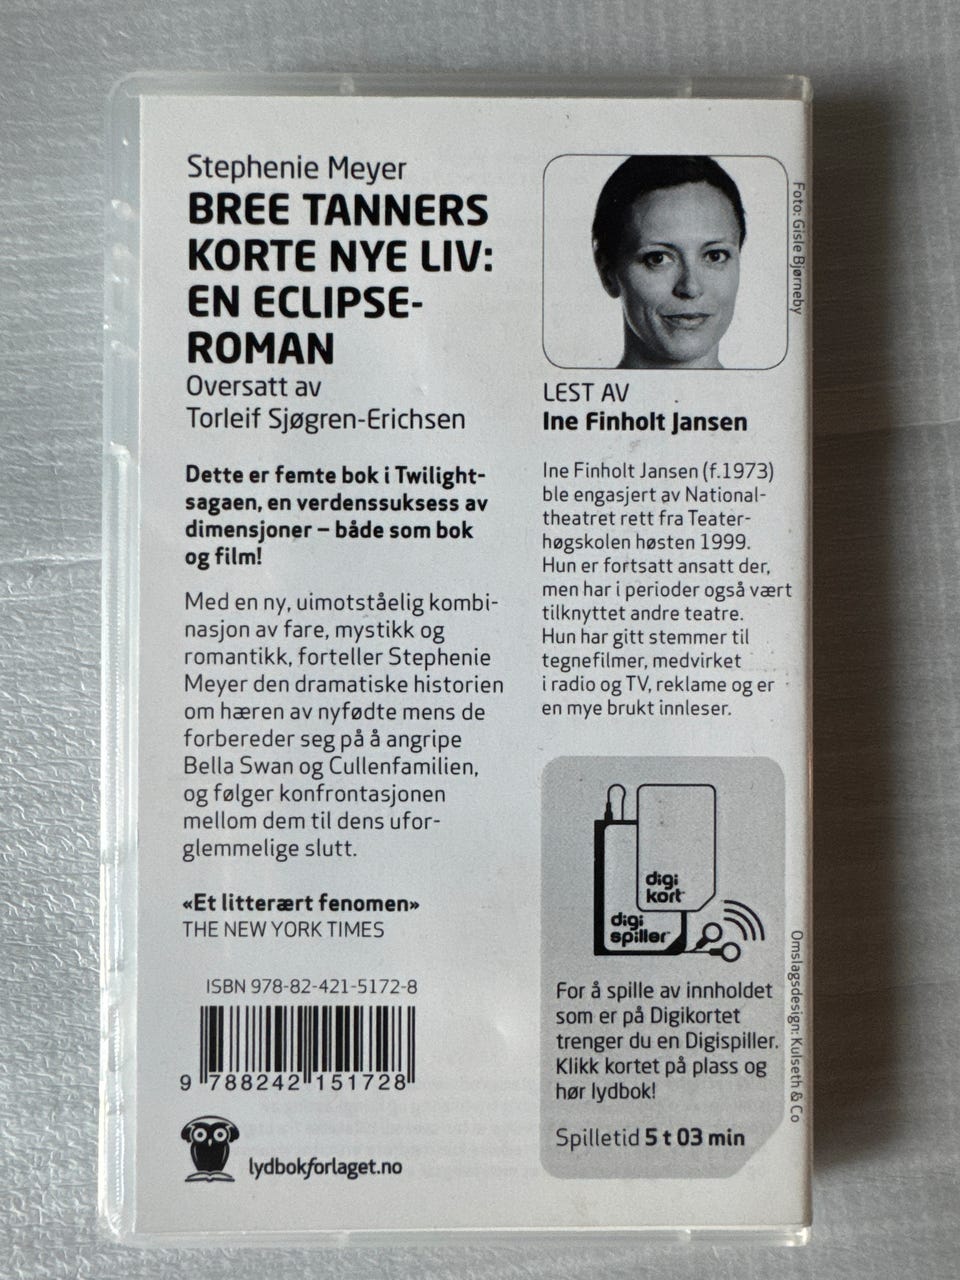 Stephenie Meyer
BREE TANNERS
KORTE NYE LIV:
EN ECLIPSE-
ROMAN
Oversatt av
Torleif Sjøgren-Erichsen
Dette er femte bok i Twilight-
sagaen, en verdenssuksess av
dimensjoner – både som bok
og film!
Med en ny, uimotståelig kombi-
nasjon av fare, mystikk og
romantikk, forteller Stephenie
Meyer den dramatiske historien
om hæren av nyfødte mens de
forbereder seg på å angripe
Bella Swan og Cullenfamilien,
og følger konfrontasjonen
mellom dem til dens ufor-
glemmelige slutt.
«Et litterært fenomen»
THE NEW YORK TIMES
ISBN 978-82-421-5172-8
9 788242 151728
lydbokforlaget.no
Foto: Gisle Bjørneby
LEST AV
Ine Finholt Jansen
Ine Finholt Jansen (f.1973)
ble engasjert av National-
theatret rett fra Teater-
høgskolen høsten 1999.
Hun er fortsatt ansatt der,
men har i perioder også vært
tilknyttet andre teatre.
Hun har gitt stemmer til
tegnefilmer, medvirket
i radio og TV, reklame og er
en mye brukt innleser.
digi
kort™
digi
spiller™
For å spille av innholdet
som er på Digikortet
trenger du en Digispiller.
Klikk kortet på plass og
hør lydbok!
Spilletid 5 t 03 min
Omslagsdesign: Kulseth & Co